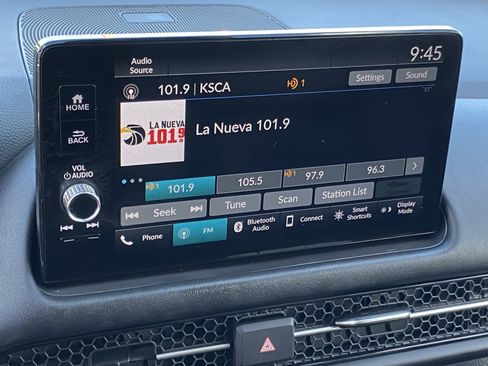 Audio
Source
9:45
101.9 | KSCA
HD 1
Settings
Sound
HOME
LA NUEVA
101.9
La Nueva 101.9
BACK
VOL
AUDIO
HD 1
101.9
105.5
HD 1
97.9
96.3
Seek
Tune
Scan
Station List
Phone
FM
Bluetooth
Audio
Connect
Smart
Shortcuts
Display
Mode